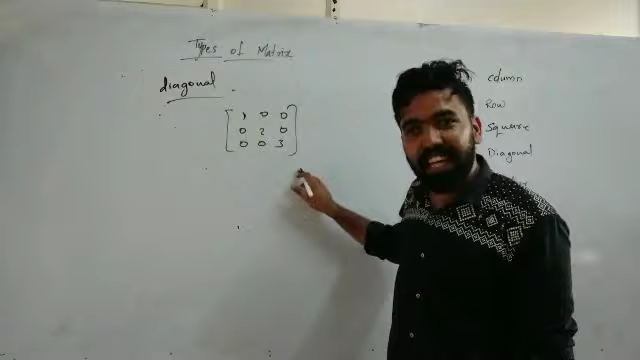 Types of Matrix
diagonal
1 0 0
0 2 0
0 0 3
column
Row
Square
Diagonal